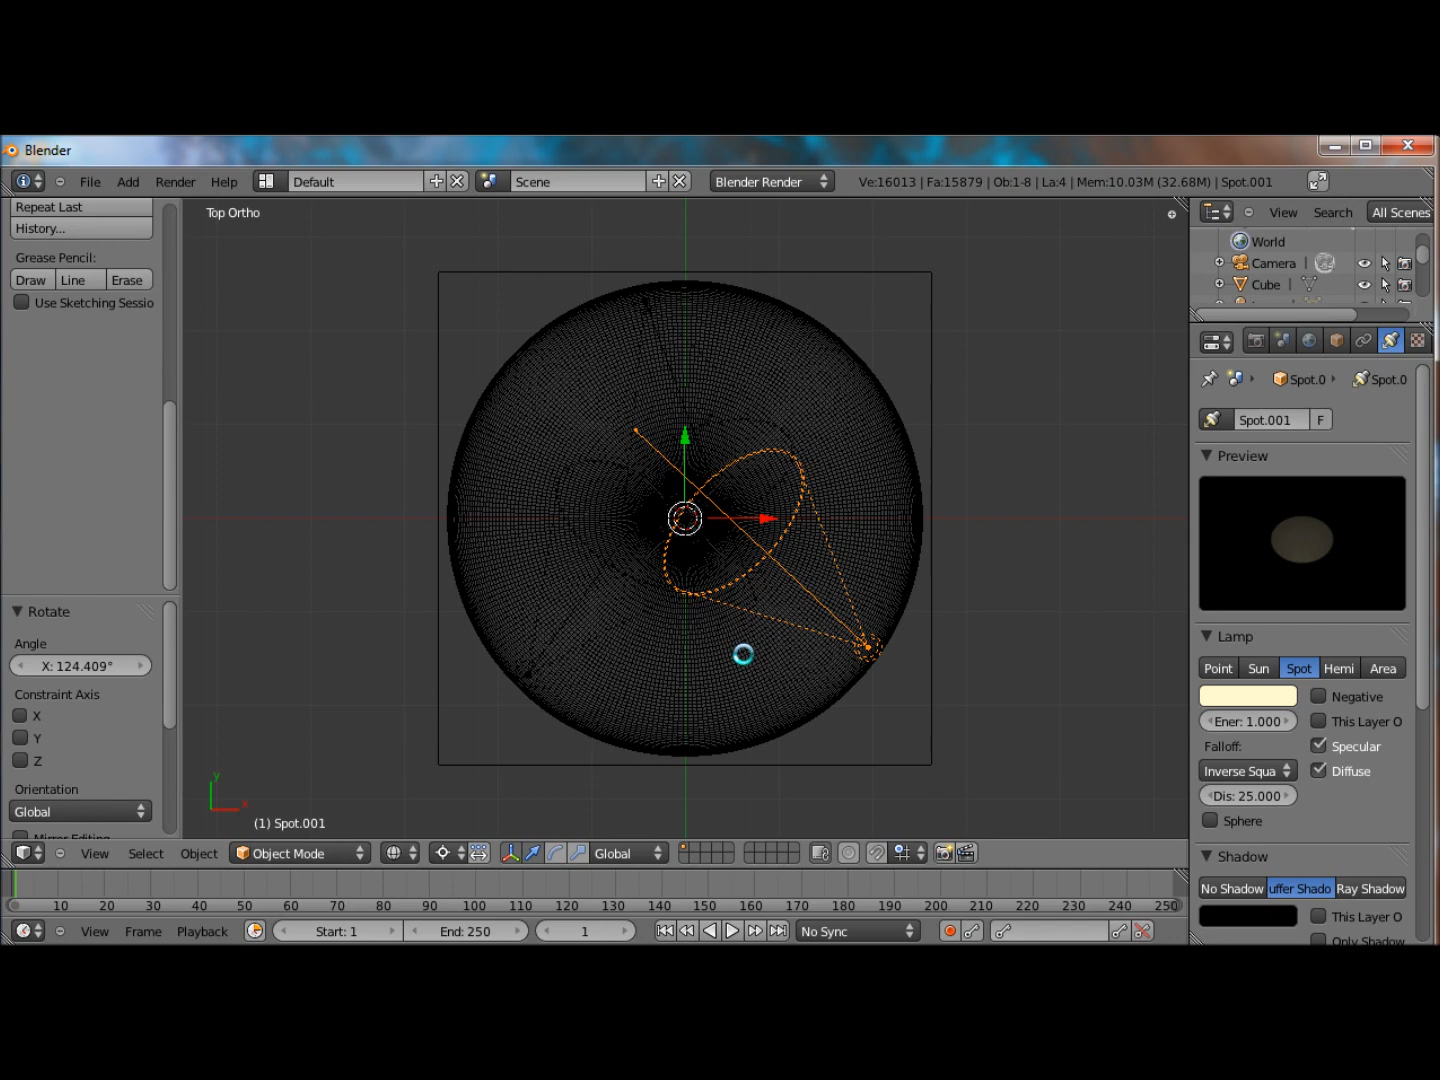 Blender
File Add Render Help Default Scene Blender Render Ve:16013 | Fa:15879 | Ob:1-8 | La:4 | Mem:10.03M (32.68M) | Spot.001
Repeat Last
History...
Grease Pencil:
Draw Line Erase
Use Sketching Sessio
Rotate
Angle
X: 124.409°
Constraint Axis
X
Y
Z
Orientation
Global
Top Ortho
y
x
(1) Spot.001
View Select Object Object Mode Global
10 20 30 40 50 60 70 80 90 100 110 120 130 140 150 160 170 180 190 200 210 220 230 240 250
View Frame Playback Start: 1 End: 250 1 No Sync
View Search All Scenes
World
Camera
Cube
Spot.0 Spot.0
Spot.001 F
Preview
Lamp
Point Sun Spot Hemi Area
Negative
Ener: 1.000 This Layer O
Falloff: Specular
Inverse Squa Diffuse
Dis: 25.000
Sphere
Shadow
No Shadow uffer Shado Ray Shadow
This Layer O
Only Shadow